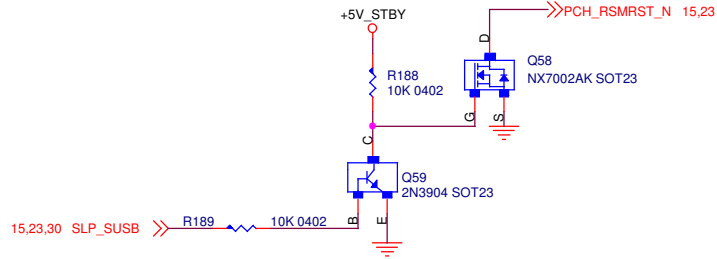 +5V_STBY
PCH_RSMRST_N 15,23
D
Q58
NX7002AK SOT23
R188
10K 0402
G
S
C
Q59
2N3904 SOT23
15,23,30 SLP_SUSB
R189
10K 0402
B
E